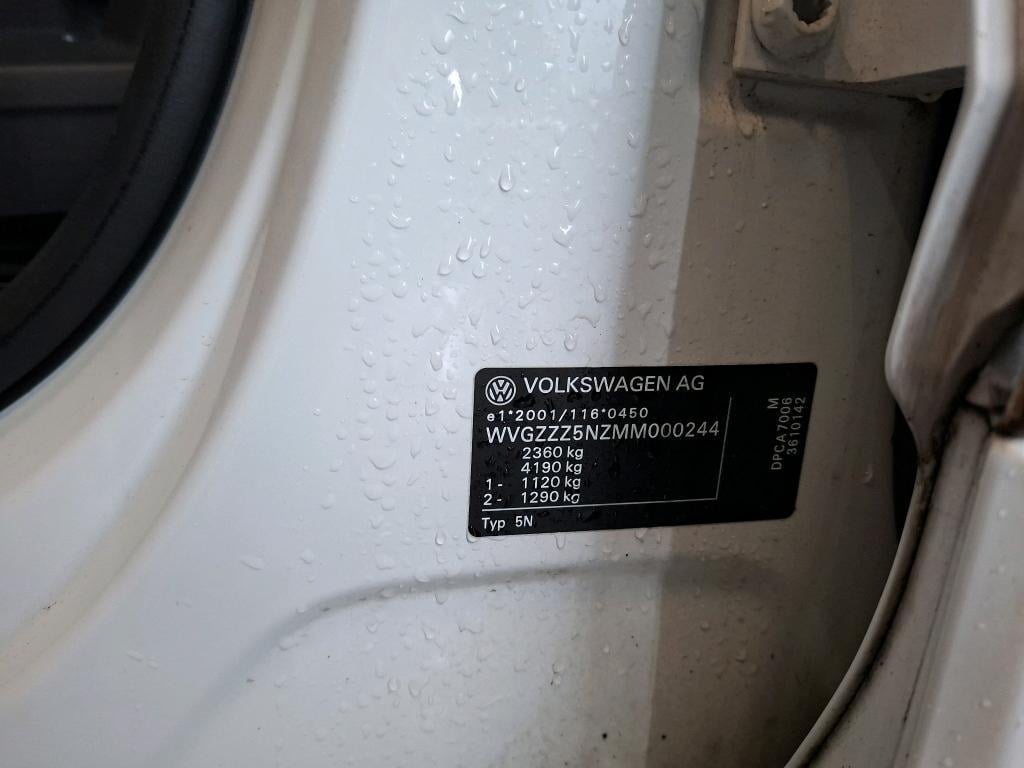 VOLKSWAGEN AG
e1*2001/116*0450
WVGZZZ5NZMM000244
2360 kg
4190 kg
1 - 1120 kg
2 - 1290 kg
Typ 5N
M
DPCA7006
3610142